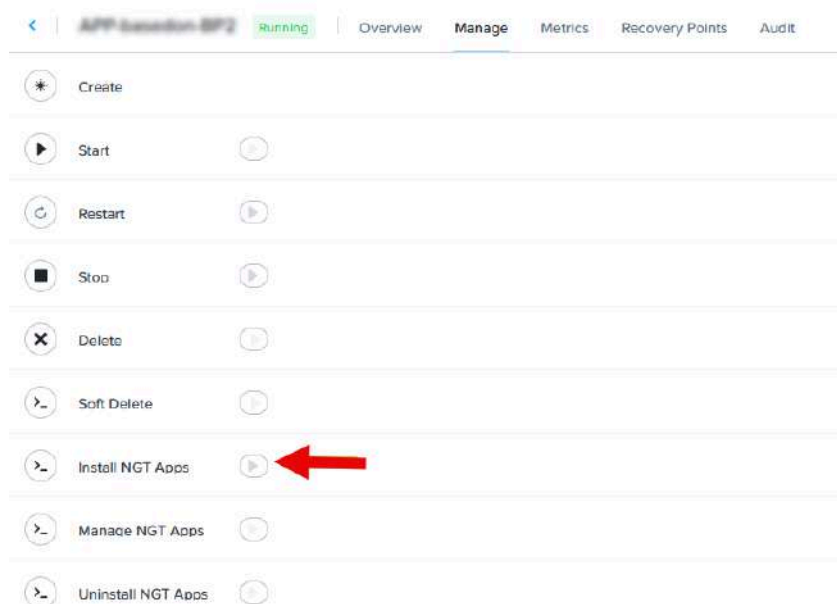 Running Overview Manage Metrics Recovery Points Audit
Create
Start
Restart
Stop
Delete
Soft Delete
Install NGT Apps
Manage NGT Apps
Uninstall NGT Apps